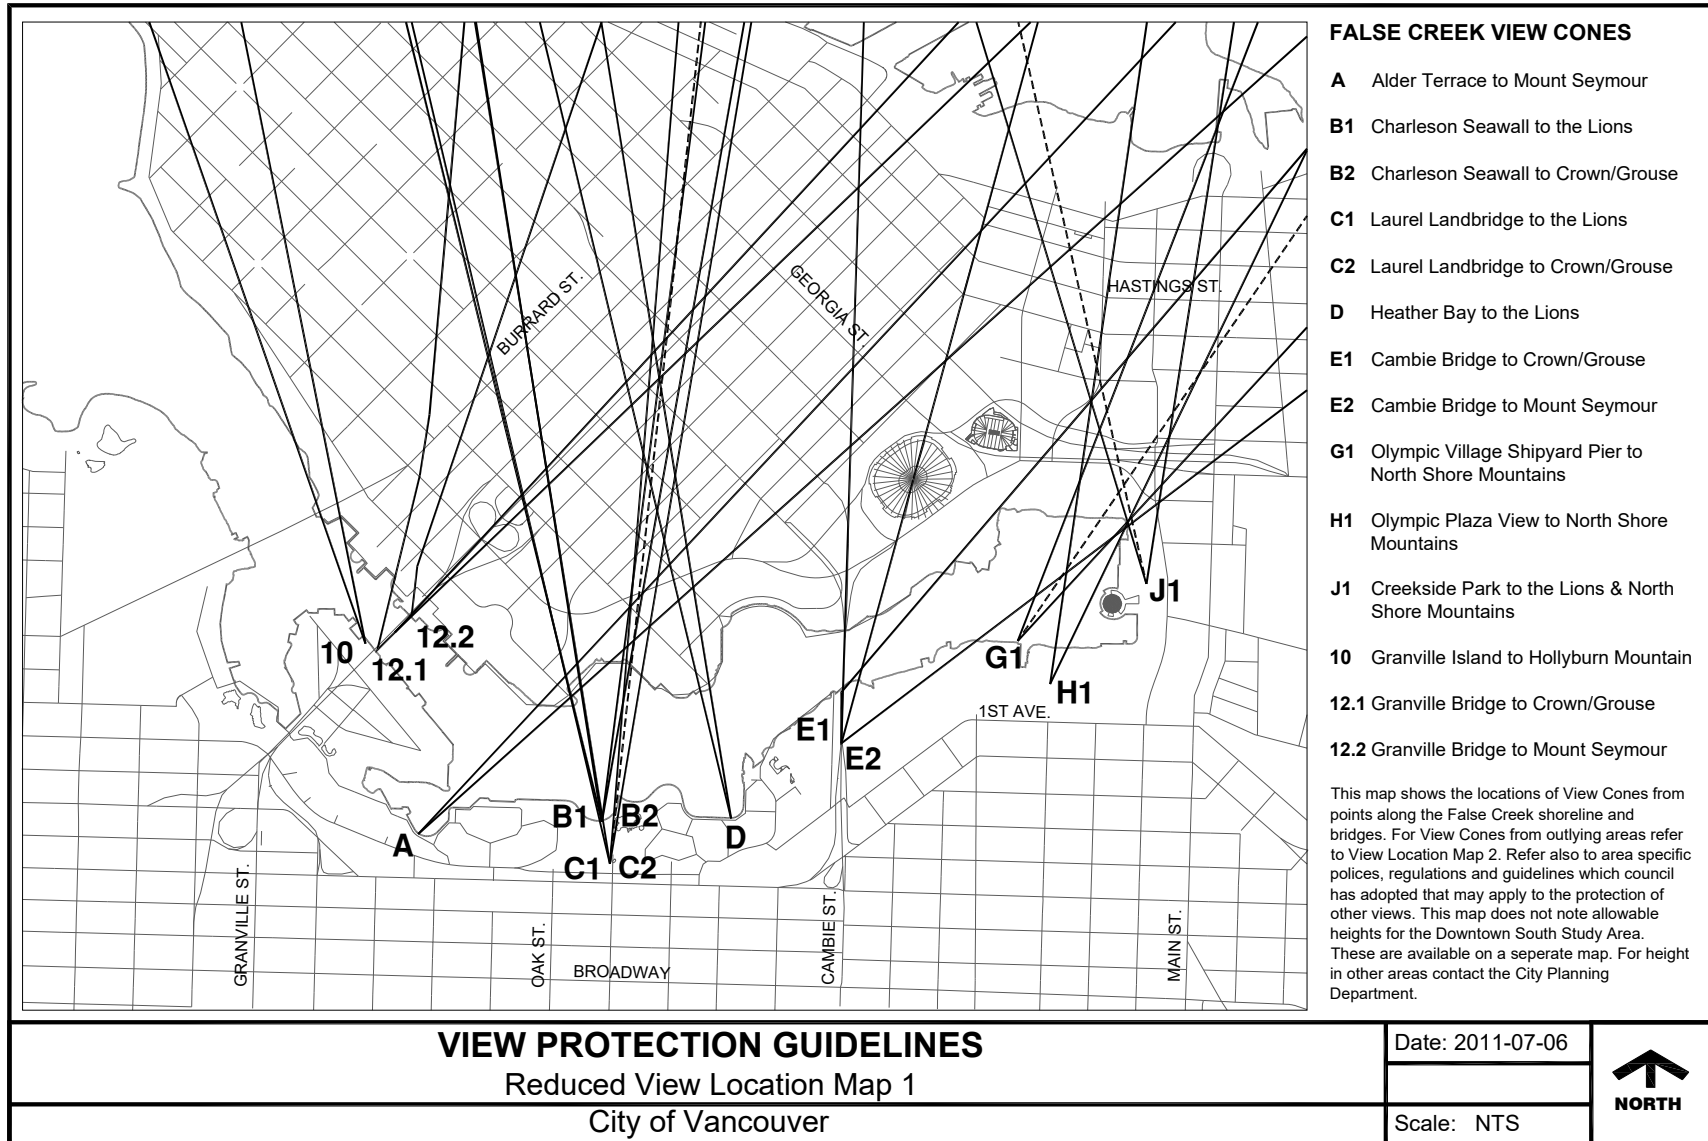 FALSE CREEK VIEW CONES
A Alder Terrace to Mount Seymour
B1 Charleson Seawall to the Lions
B2 Charleson Seawall to Crown/Grouse
C1 Laurel Landbridge to the Lions
C2 Laurel Landbridge to Crown/Grouse
D Heather Bay to the Lions
E1 Cambie Bridge to Crown/Grouse
E2 Cambie Bridge to Mount Seymour
G1 Olympic Village Shipyard Pier to
North Shore Mountains
H1 Olympic Plaza View to North Shore
Mountains
J1 Creekside Park to the Lions & North
Shore Mountains
10 Granville Island to Hollyburn Mountain
12.1 Granville Bridge to Crown/Grouse
12.2 Granville Bridge to Mount Seymour
This map shows the locations of View Cones from
points along the False Creek shoreline and
bridges. For View Cones from outlying areas refer
to View Location Map 2. Refer also to area specific
polices, regulations and guidelines which council
has adopted that may apply to the protection of
other views. This map does not note allowable
heights for the Downtown South Study Area.
These are available on a seperate map. For height
in other areas contact the City Planning
Department.
BURRARD ST.
GEORGIA ST.
HASTINGS ST.
J1
10
12.1
12.2
G1
H1
1ST AVE.
E1
E2
A
B1
B2
D
C1
C2
GRANVILLE ST.
OAK ST.
BROADWAY
CAMBIE ST.
MAIN ST.
VIEW PROTECTION GUIDELINES
Reduced View Location Map 1
City of Vancouver
Date: 2011-07-06
Scale: NTS
NORTH